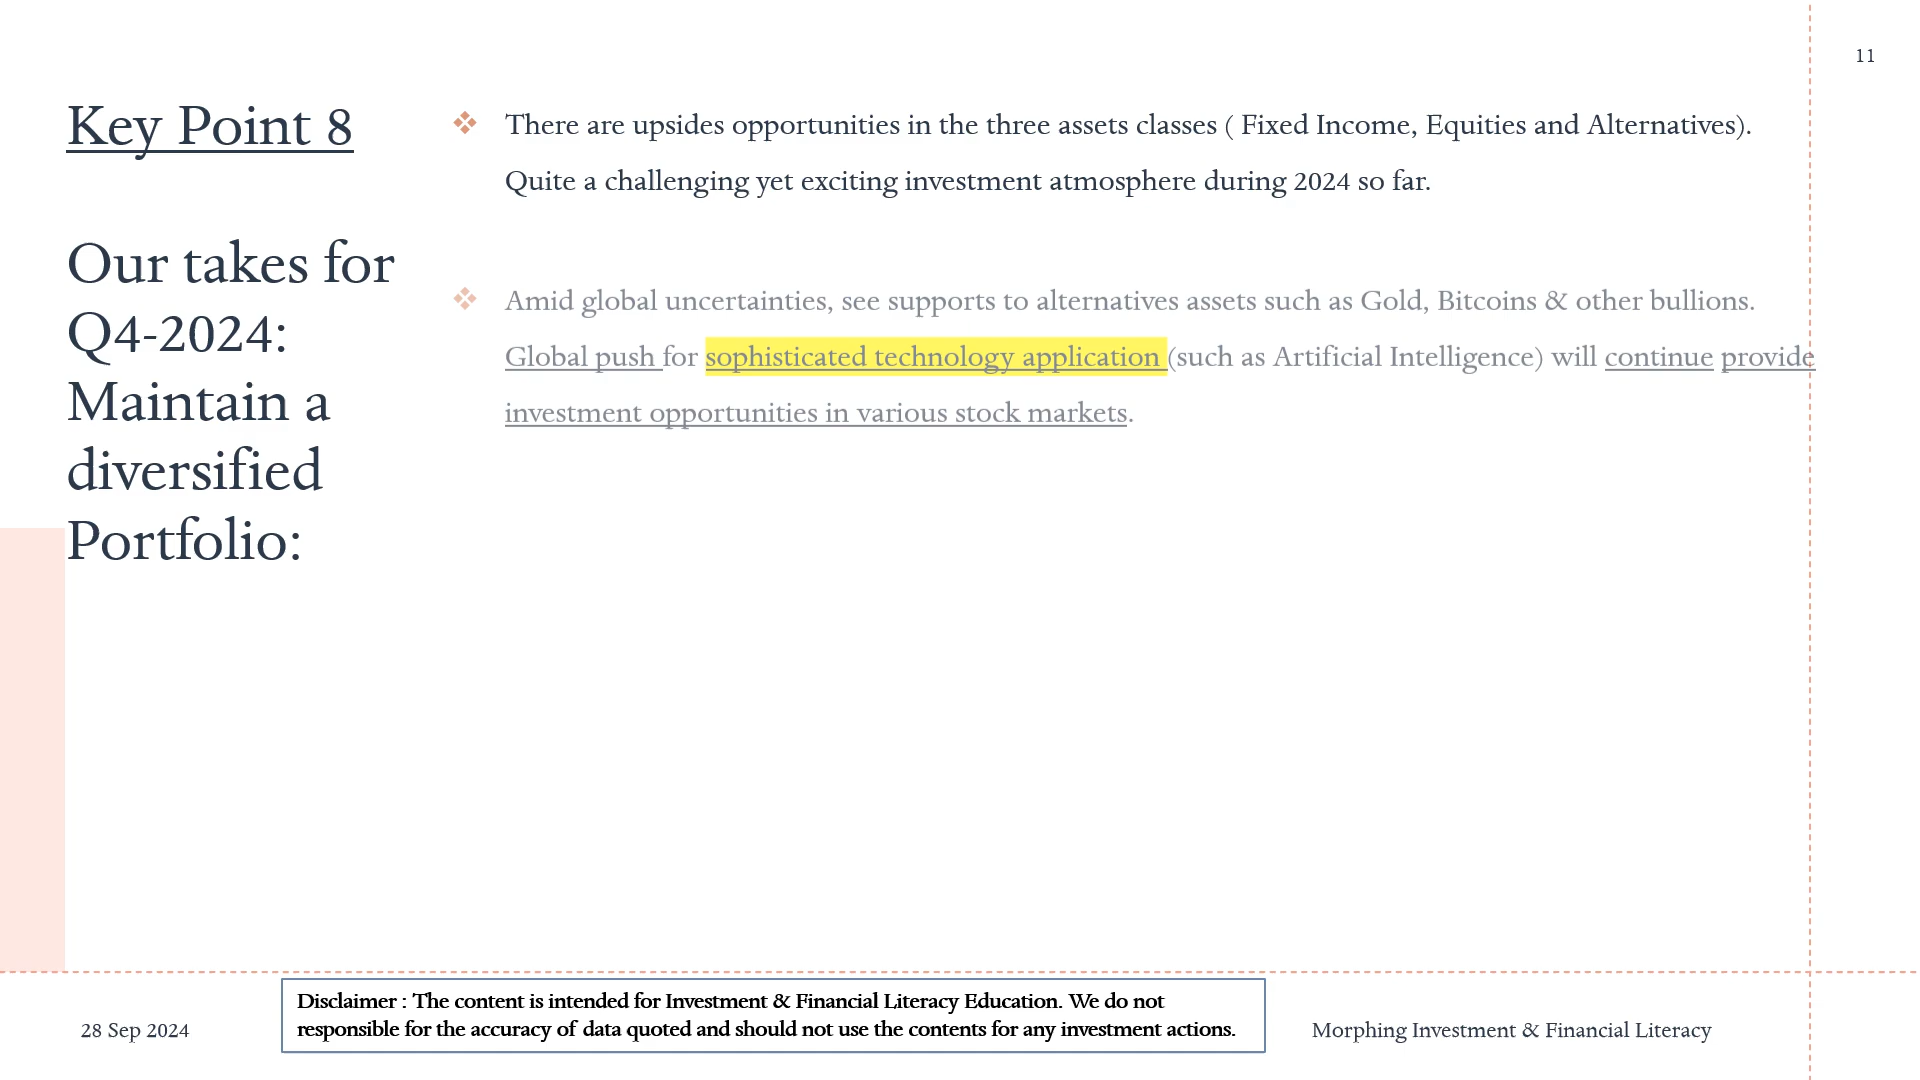 11
Key Point 8
Our takes for
Q4-2024:
Maintain a
diversified
Portfolio:
There are upsides opportunities in the three assets classes ( Fixed Income, Equities and Alternatives).
Quite a challenging yet exciting investment atmosphere during 2024 so far.
Amid global uncertainties, see supports to alternatives assets such as Gold, Bitcoins & other bullions.
Global push for sophisticated technology application (such as Artificial Intelligence) will continue provide
investment opportunities in various stock markets.
28 Sep 2024
Disclaimer : The content is intended for Investment & Financial Literacy Education. We do not
responsible for the accuracy of data quoted and should not use the contents for any investment actions.
Morphing Investment & Financial Literacy